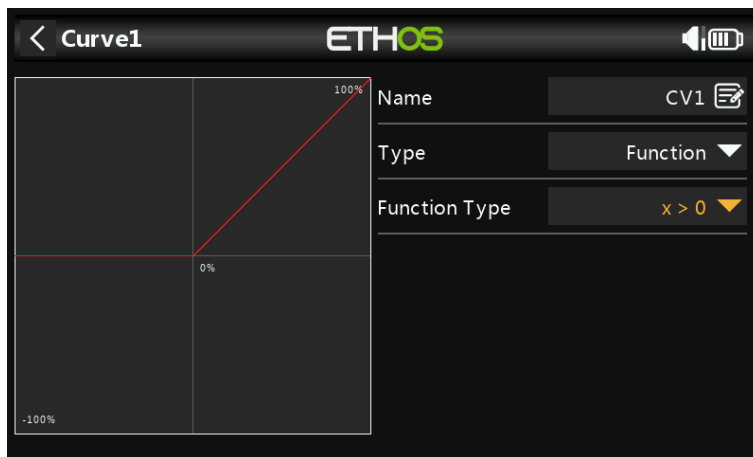 Curve1
ETHOS
100%
0%
-100%
Name CV1
Type Function
Function Type x > 0